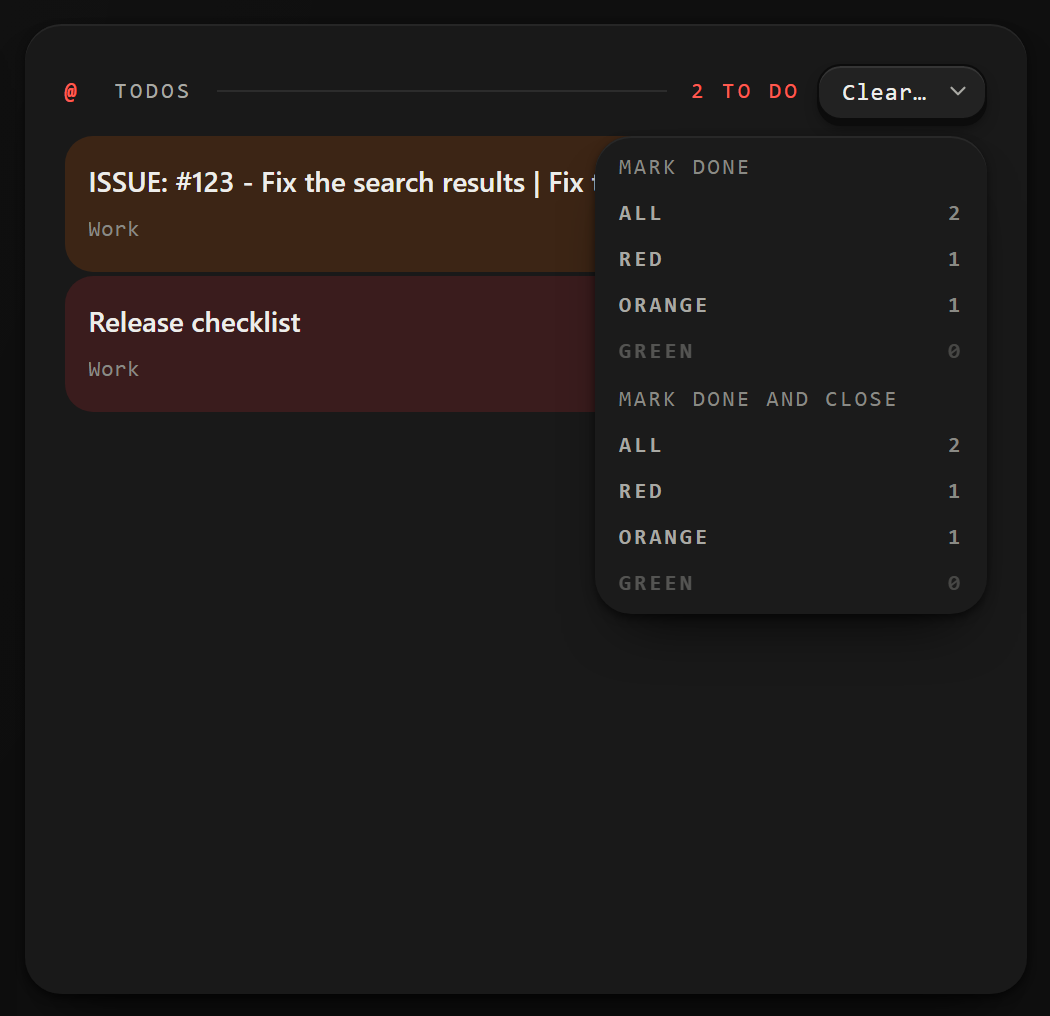 @ TODOS 2 TO DO Clear…
ISSUE: #123 - Fix the search results | Fix
Work
Release checklist
Work
MARK DONE
ALL 2
RED 1
ORANGE 1
GREEN 0
MARK DONE AND CLOSE
ALL 2
RED 1
ORANGE 1
GREEN 0